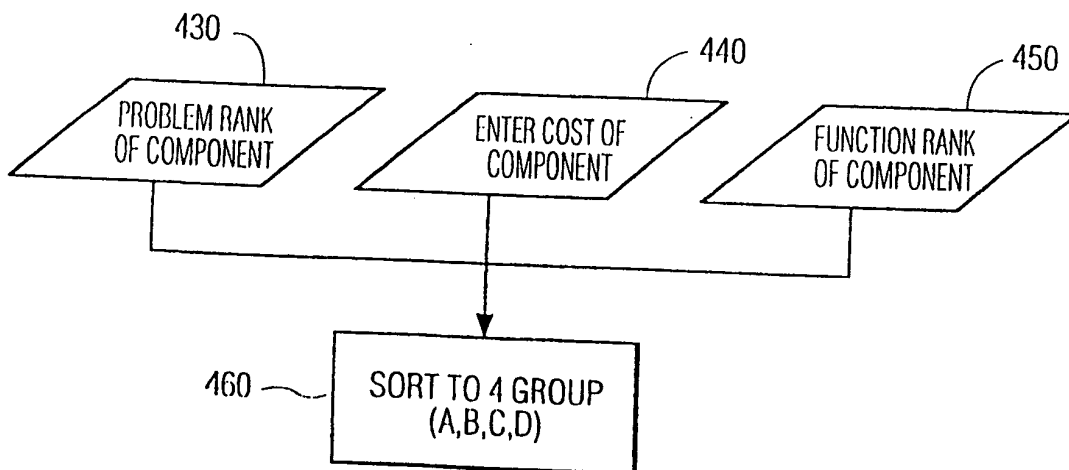 430
440
450
PROBLEM RANK
OF COMPONENT
ENTER COST OF
COMPONENT
FUNCTION RANK
OF COMPONENT
460
SORT TO 4 GROUP
(A,B,C,D)